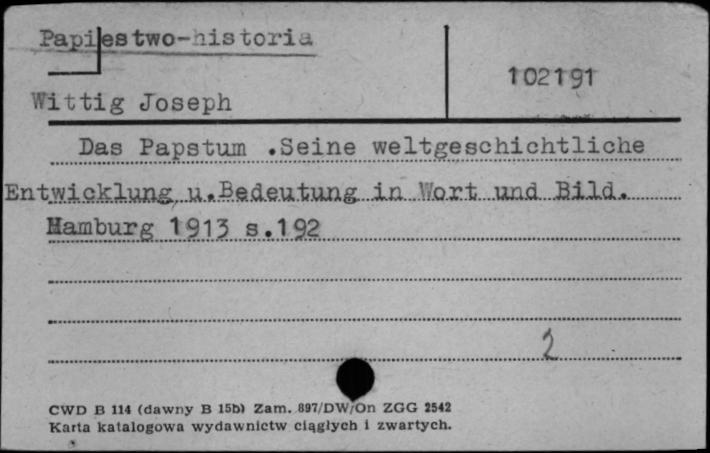 Papiestwo-historia
102191
Wittig Joseph
Das Papstum .Seine weltgeschichtliche
Entwicklung u.Bedeutung in Wort und Bild.
Hamburg 1913 s.192
2
CWD B 114 (dawny B 15b) Zam. 897/DW/On ZGG 2542
Karta katalogowa wydawnictw ciągłych i zwartych.